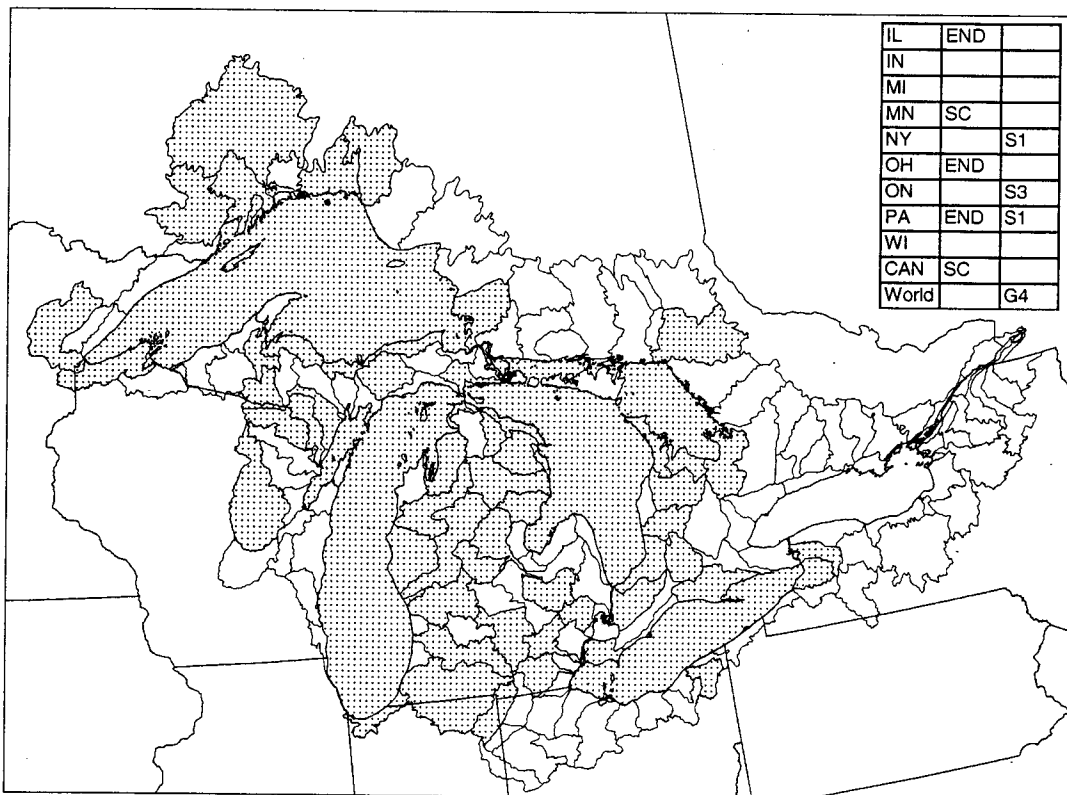 IL END
IN
MI
MN SC
NY S1
OH END
ON S3
PA END S1
WI
CAN SC
World G4